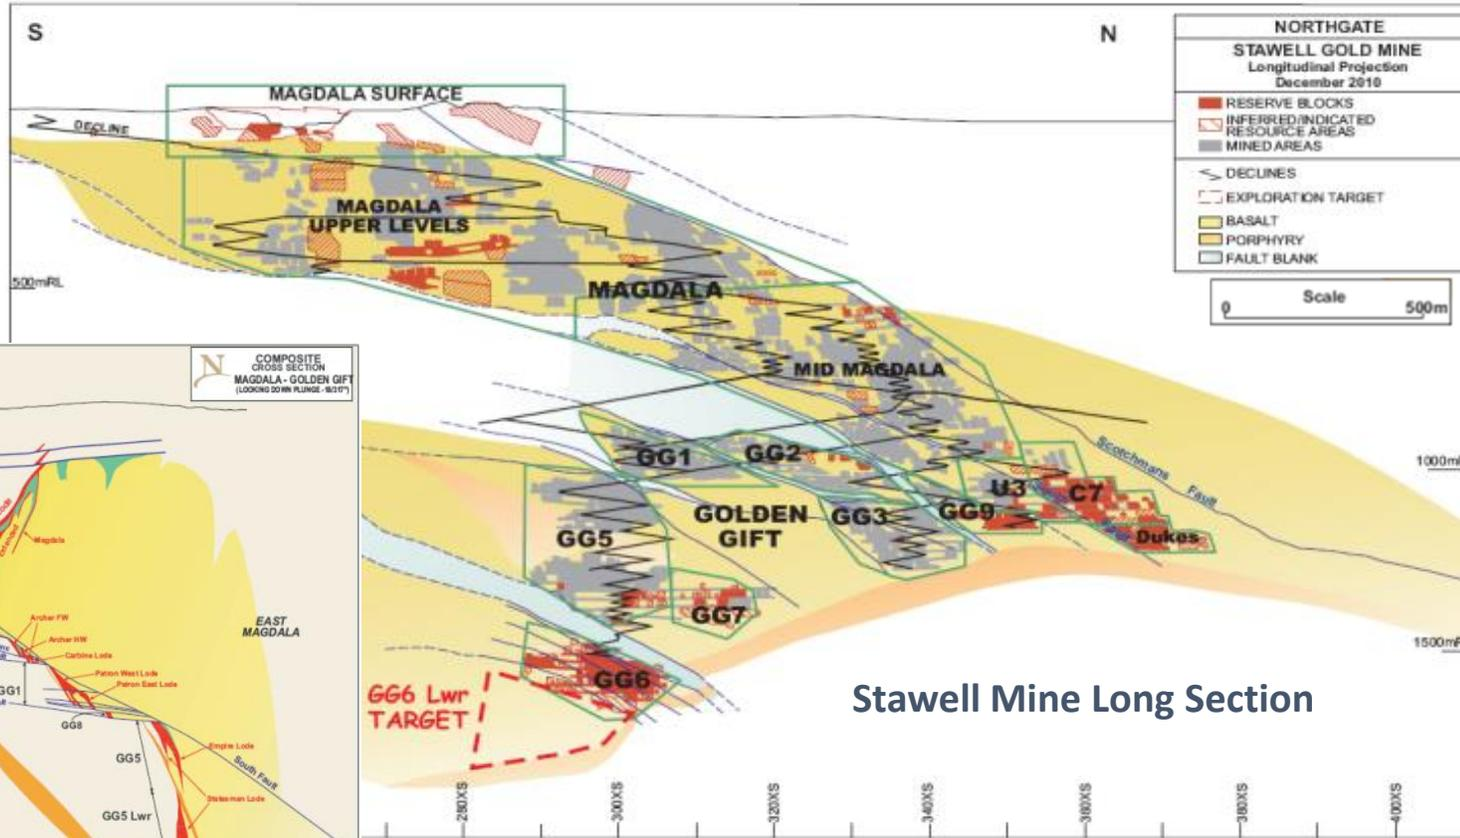 S
N
NORTHGATE
STAWELL GOLD MINE
Longitudinal Projection
December 2010
RESERVE BLOCKS
INFERRED/INDICATED
RESOURCE AREAS
MINED AREAS
DECLINES
EXPLORATION TARGET
BASALT
PORPHYRY
FAULT BLANK
Scale
0 500m
MAGDALA SURFACE
DECLINE
MAGDALA
UPPER LEVELS
500mRL
MAGDALA
MID MAGDALA
Scotchmans Fault
1000mR
GG1
GG2
U3
C7
GOLDEN
GIFT
GG3
GG9
GG5
Dukes
GG7
1500mR
GG6
GG6 Lwr
TARGET
Stawell Mine Long Section
280XS
300XS
320XS
340XS
360XS
380XS
400XS
N
COMPOSITE
CROSS SECTION
MAGDALA - GOLDEN GIFT
Extended
Magdala
EAST
MAGDALA
Archer FW
Archer HW
Carbine Lode
Patron West Lode
Patron East Lode
GG1
GG8
GG5
Empire Lode
South Fault
Statesman Lode
GG5 Lwr